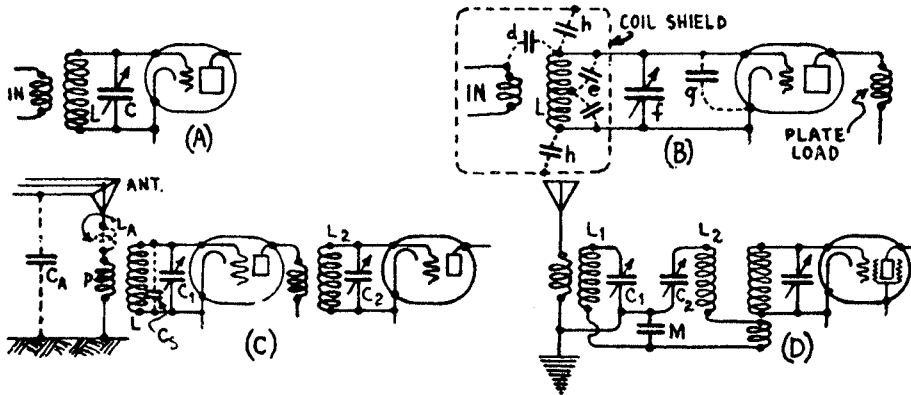 IN
L
C
(A)
COIL SHIELD
h
d
IN
L
e
f
g
h
(B)
PLATE
LOAD
ANT.
LA
CA
P
L
C1
CS
L2
C2
(C)
L1
C1
C2
L2
M
(D)